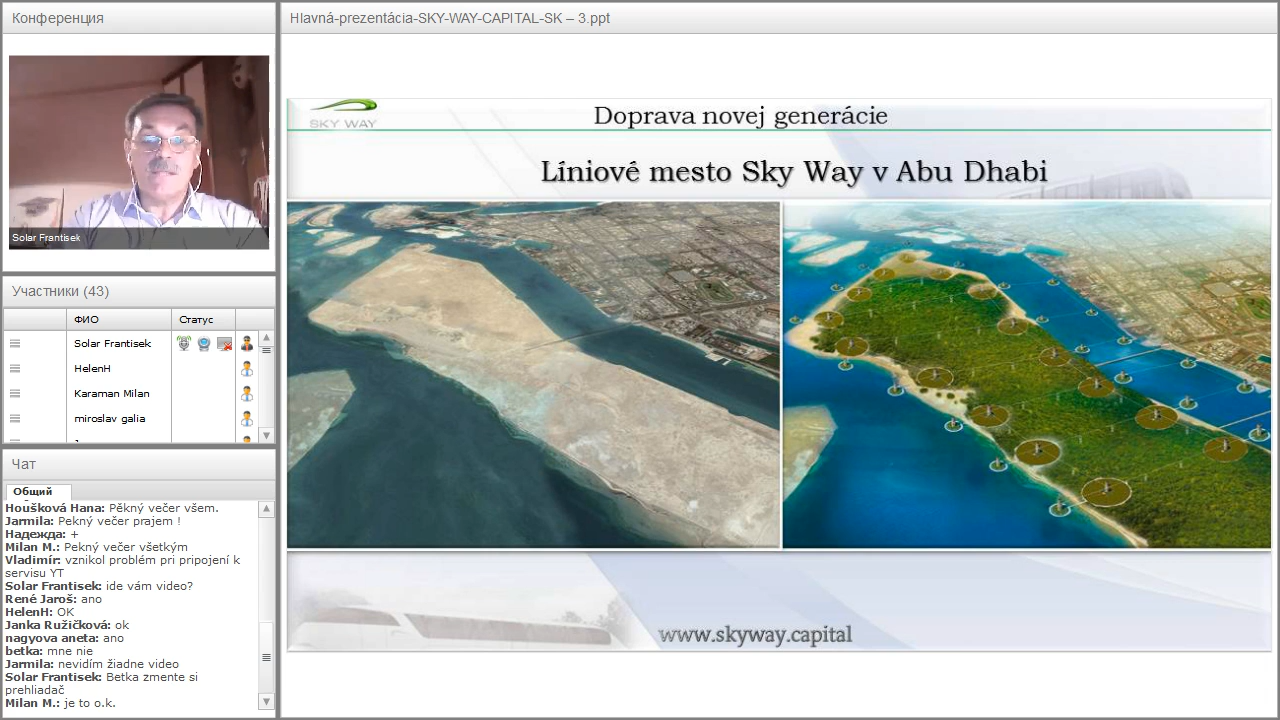 Конференция
Solar Frantisek
Участники (43)
ФИО
Статус
Solar Frantisek
HelenH
Karaman Milan
miroslav galia
Чат
Общий
Houšková Hana: Pěkný večer všem.
Jarmila: Pekný večer prajem !
Надежда: +
Milan M.: Pekný večer všetkým
Vladimír: vznikol problém pri pripojení k
servisu YT
Solar Frantisek: ide vám video?
René Jaroš: ano
HelenH: OK
Janka Ružičková: ok
nagyova aneta: ano
betka: mne nie
Jarmila: nevidím žiadne video
Solar Frantisek: Betka zmente si
prehliadač
Milan M.: je to o.k.
Hlavná-prezentácia-SKY-WAY-CAPITAL-SK – 3.ppt
SKY WAY
Doprava novej generácie
Líniové mesto Sky Way v Abu Dhabi
www.skyway.capital